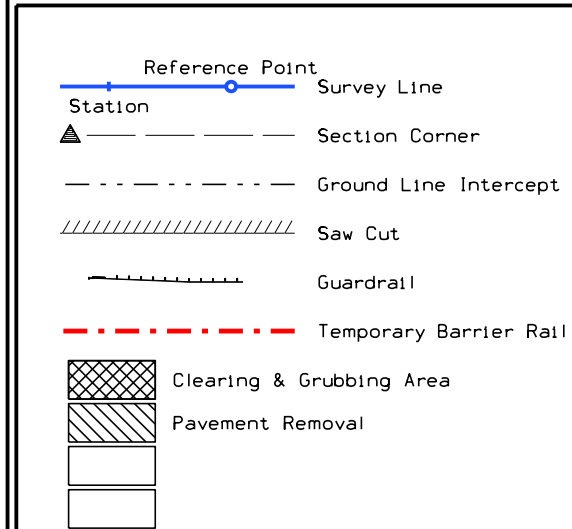 Reference Point
Survey Line
Station
Section Corner
Ground Line Intercept
Saw Cut
Guardrail
Temporary Barrier Rail
Clearing & Grubbing Area
Pavement Removal